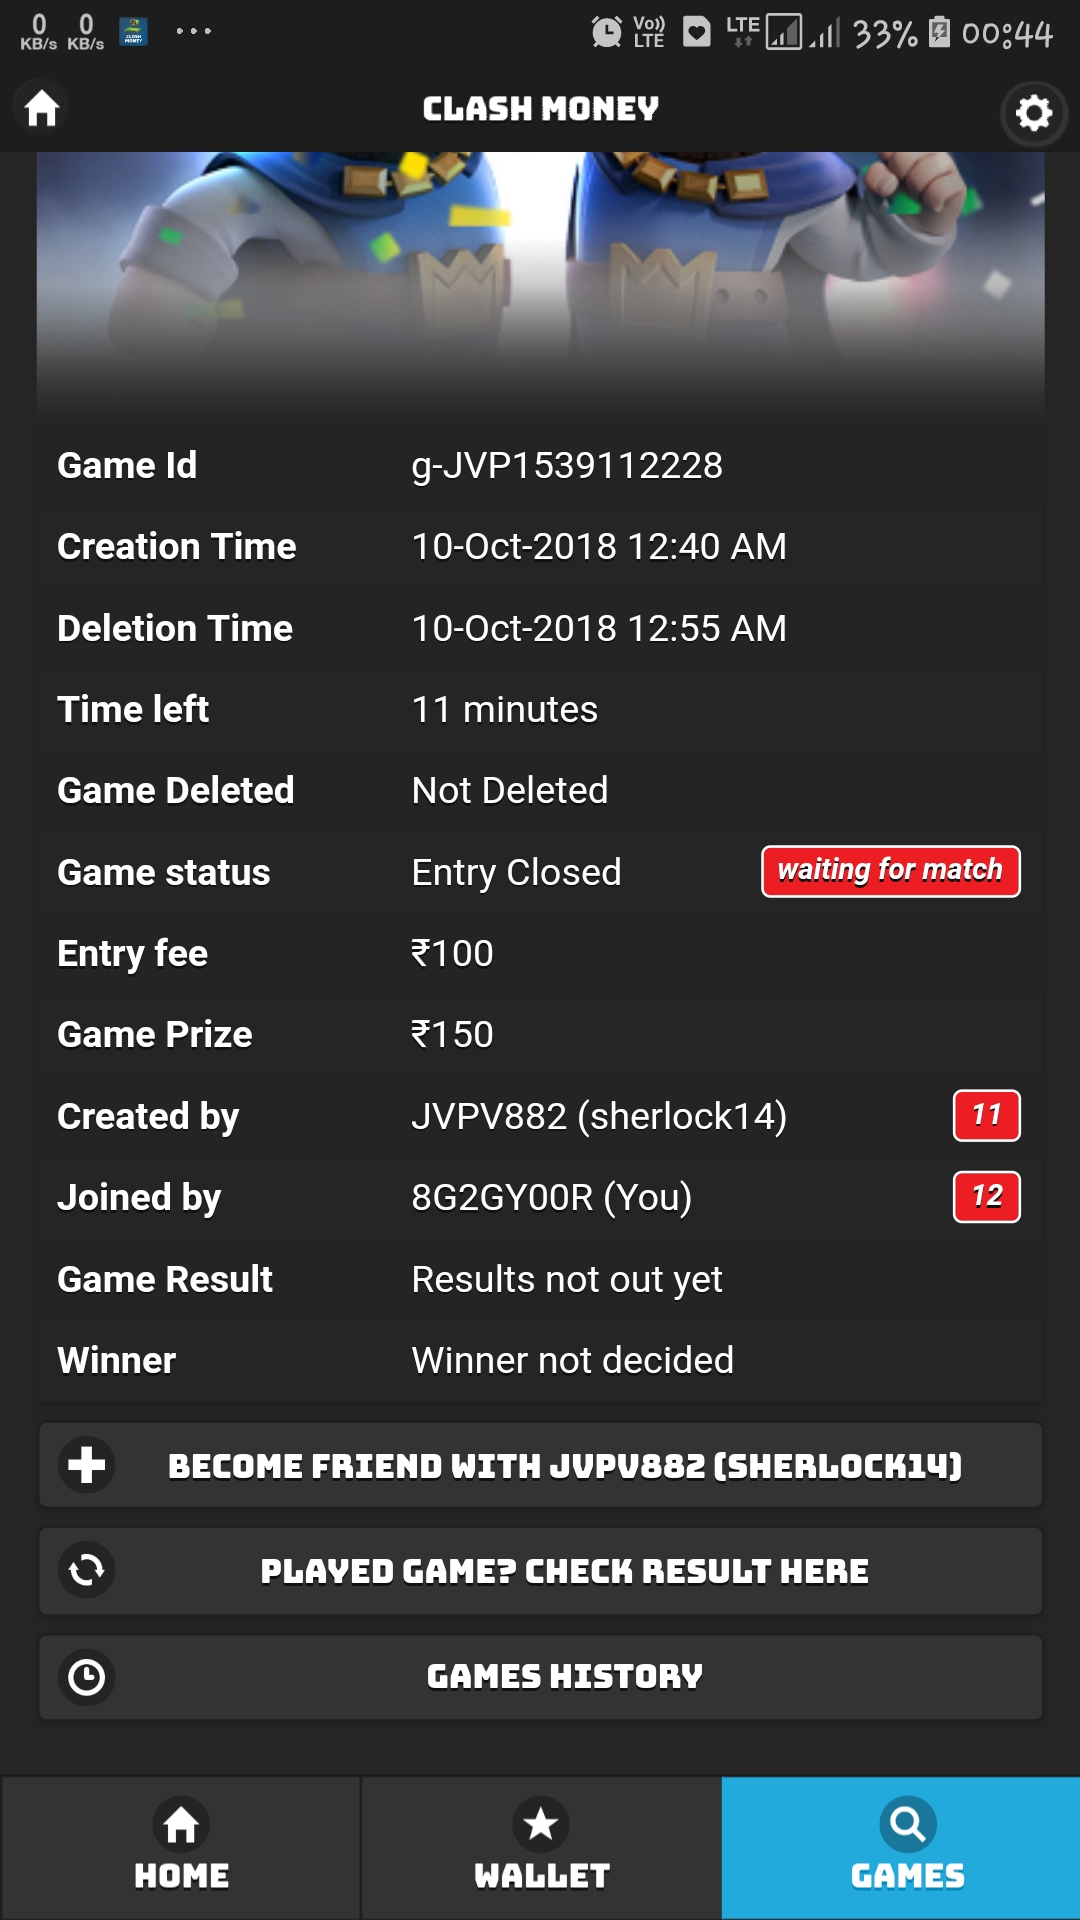 0 KB/s 0 KB/s ... Vo)) LTE LTE 33% 00:44
CLASH MONEY
Game Id g-JVP1539112228
Creation Time 10-Oct-2018 12:40 AM
Deletion Time 10-Oct-2018 12:55 AM
Time left 11 minutes
Game Deleted Not Deleted
Game status Entry Closed waiting for match
Entry fee ₹100
Game Prize ₹150
Created by JVPV882 (sherlock14) 11
Joined by 8G2GY00R (You) 12
Game Result Results not out yet
Winner Winner not decided
BECOME FRIEND WITH JVPV882 (SHERLOCK14)
PLAYED GAME? CHECK RESULT HERE
GAMES HISTORY
HOME WALLET GAMES